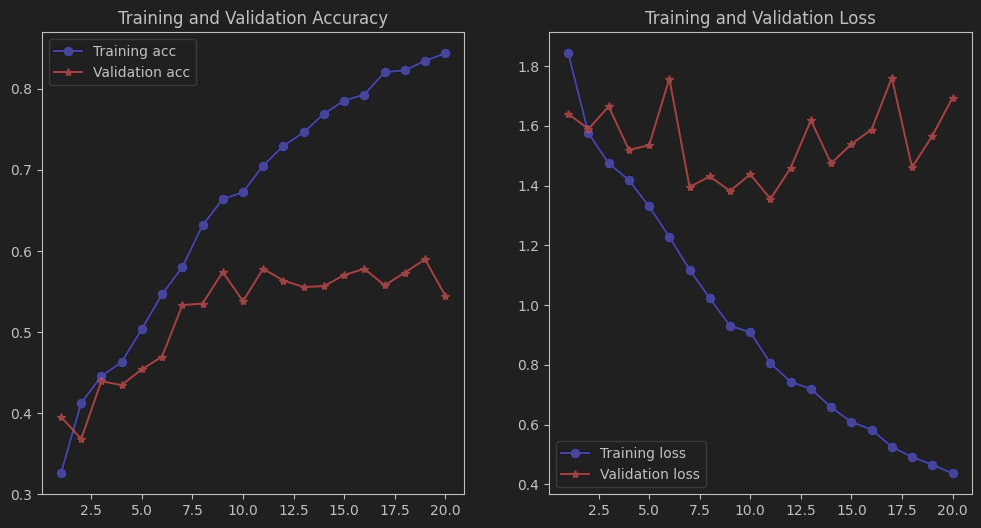 Training and Validation Accuracy
Training acc
Validation acc
0.8
0.7
0.6
0.5
0.4
0.3
2.5 5.0 7.5 10.0 12.5 15.0 17.5 20.0
Training and Validation Loss
1.8
1.6
1.4
1.2
1.0
0.8
0.6
0.4
Training loss
Validation loss
2.5 5.0 7.5 10.0 12.5 15.0 17.5 20.0